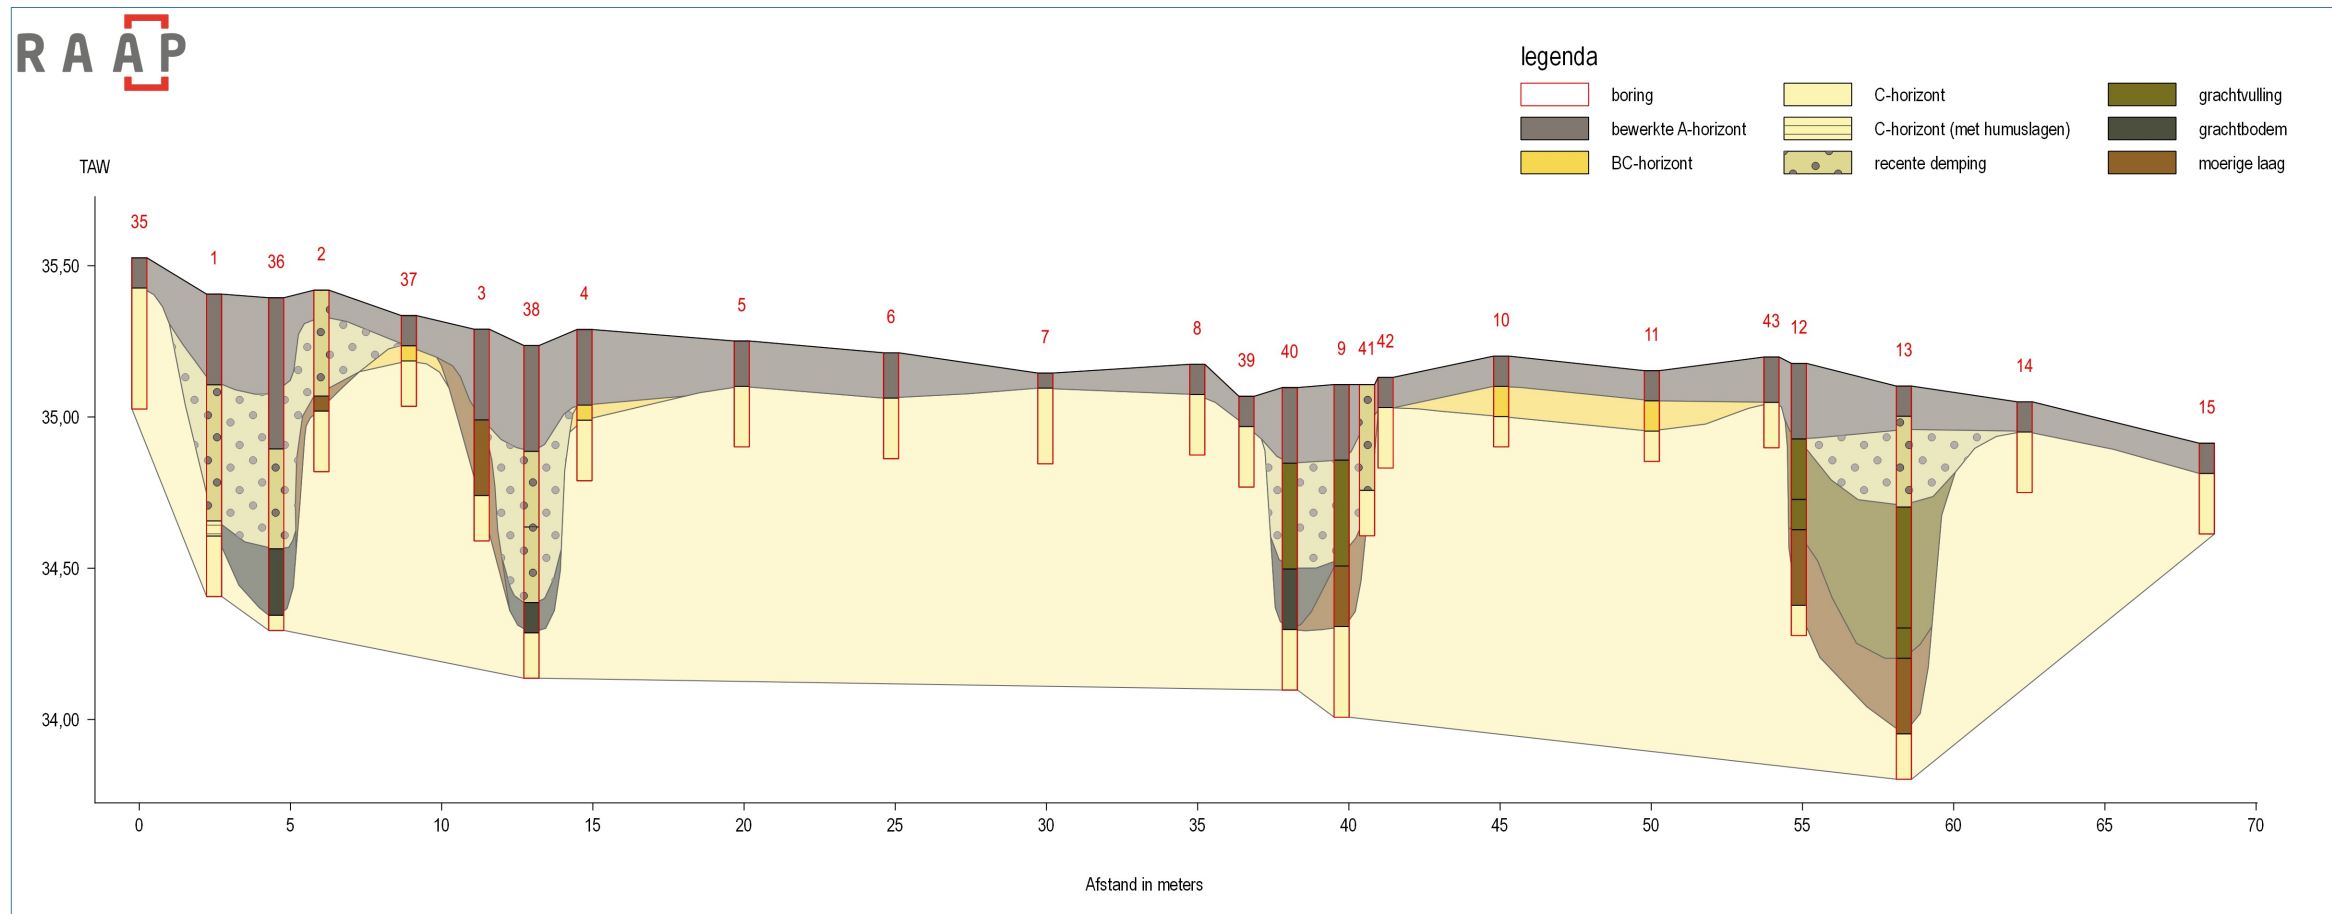 RAAP
legenda
boring
C-horizont
grachtvulling
bewerkte A-horizont
C-horizont (met humuslagen)
grachtbodem
BC-horizont
recente demping
moerige laag
TAW
35
1
36
2
37
3
38
4
5
6
7
8
39
40
9
41
42
10
11
43
12
13
14
15
35,50
35,00
34,50
34,00
0 5 10 15 20 25 30 35 40 45 50 55 60 65 70
Afstand in meters